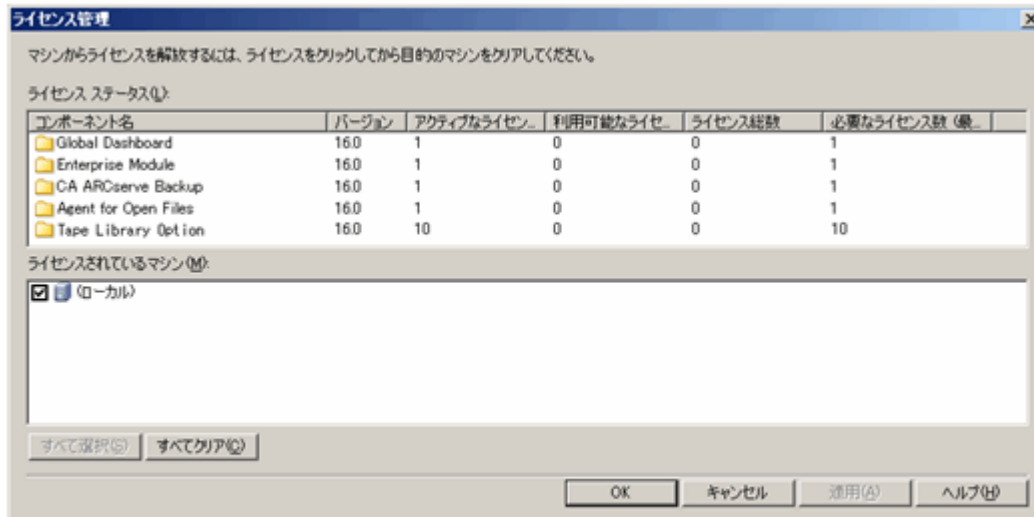 ライセンス管理
マシンからライセンスを解放するには、ライセンスをクリックしてから目的のマシンをクリアしてください。
ライセンス ステータス(L):
コンポーネント名 バージョン アクティブなライセン... 利用可能なライセ... ライセンス総数 必要なライセンス数 (最...
Global Dashboard 16.0 1 0 0 1
Enterprise Module 16.0 1 0 0 1
CA ARCserve Backup 16.0 1 0 0 1
Agent for Open Files 16.0 1 0 0 1
Tape Library Option 16.0 10 0 0 10
ライセンスされているマシン(M):
(ローカル)
すべて選択(S) すべてクリア(C)
OK キャンセル 適用(A) ヘルプ(H)